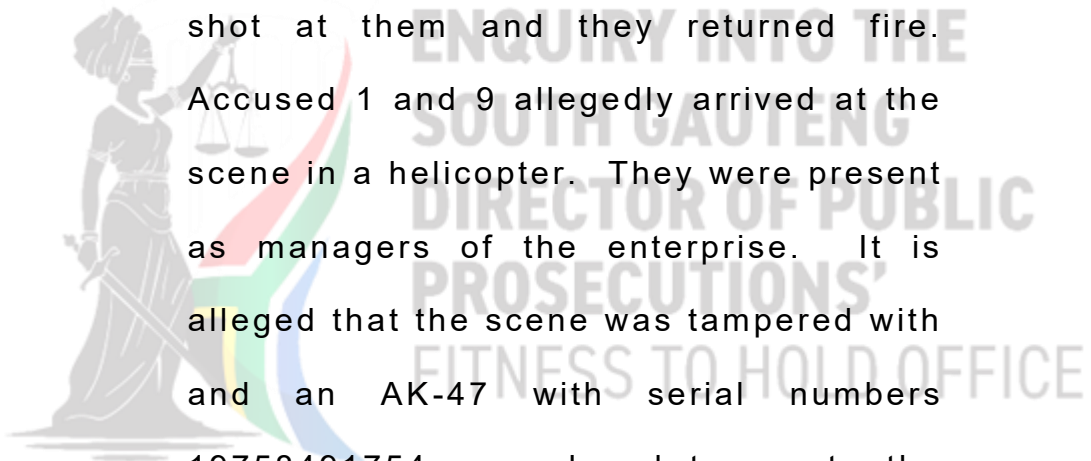 shot at them and they returned fire.
Accused 1 and 9 allegedly arrived at the
scene in a helicopter. They were present
as managers of the enterprise. It is
alleged that the scene was tampered with
and an AK-47 with serial numbers
ENQUIRY INTO THE
SOUTH GAUTENG
DIRECTOR OF PUBLIC
PROSECUTIONS'
FITNESS TO HOLD OFFICE